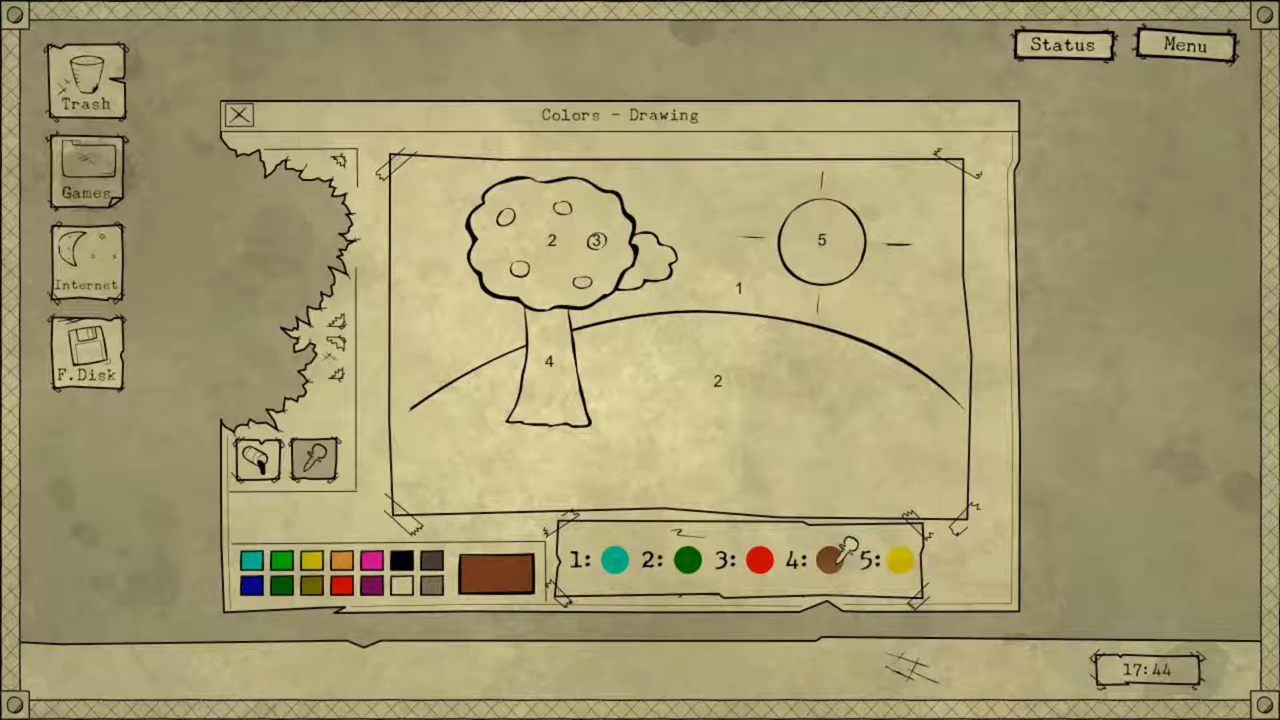 Status Menu
Trash
Games
Internet
F.Disk
Colors - Drawing
2 3 5
1
4
2
1: 2: 3: 4: 5:
17:44